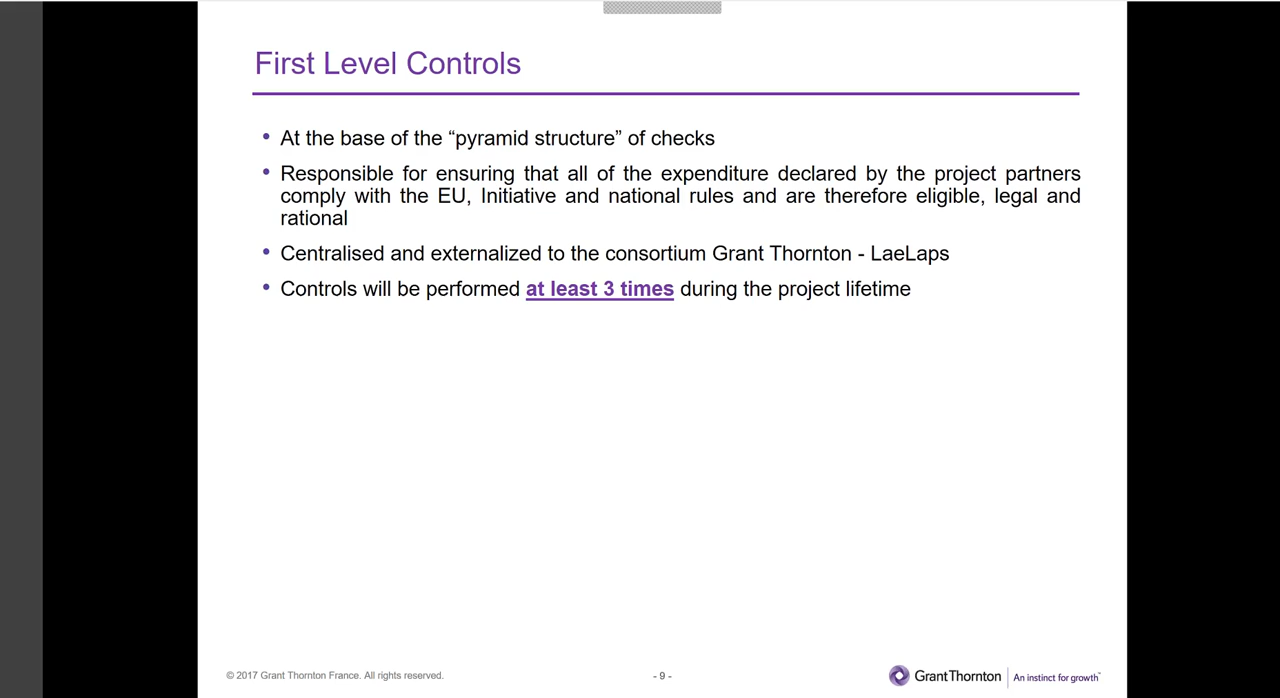 First Level Controls
• At the base of the “pyramid structure” of checks
• Responsible for ensuring that all of the expenditure declared by the project partners
comply with the EU, Initiative and national rules and are therefore eligible, legal and
rational
• Centralised and externalized to the consortium Grant Thornton - LaeLaps
• Controls will be performed at least 3 times during the project lifetime
© 2017 Grant Thornton France. All rights reserved.
- 9 -
GrantThornton | An instinct for growth™